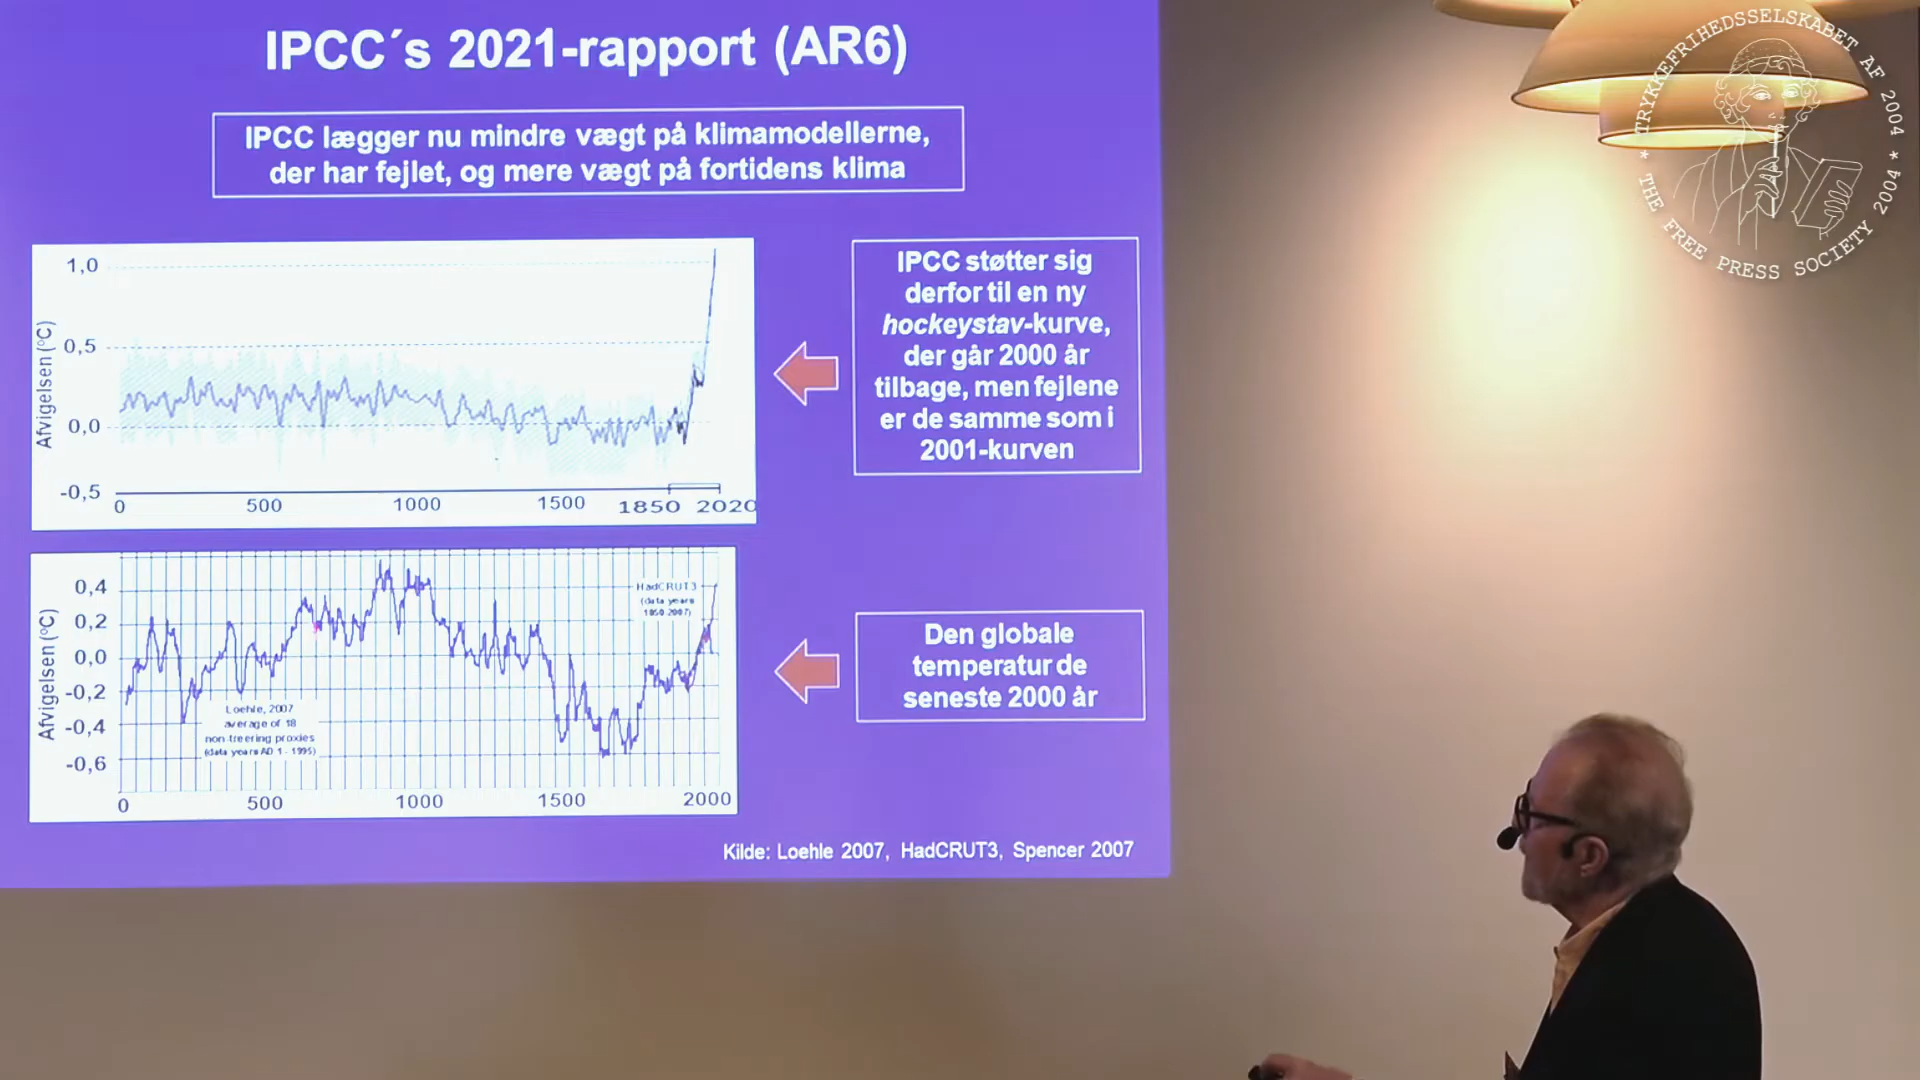 IPCC´s 2021-rapport (AR6)
IPCC lægger nu mindre vægt på klimamodellerne,
der har fejlet, og mere vægt på fortidens klima
Afvigelsen (°C)
1,0
0,5
0,0
-0,5
0 500 1000 1500 1850 2020
IPCC støtter sig
derfor til en ny
hockeystav-kurve,
der går 2000 år
tilbage, men fejlene
er de samme som i
2001-kurven
Afvigelsen (°C)
0,4
0,2
0,0
-0,2
-0,4
-0,6
HadCRUT3
(data years
1850-2007)
Loehle, 2007
average of 18
non-treering proxies
(data years AD 1 - 1995)
0 500 1000 1500 2000
Den globale
temperatur de
seneste 2000 år
Kilde: Loehle 2007, HadCRUT3, Spencer 2007
* TRYKKEFRIHEDSSELSKABET AF 2004 *
THE FREE PRESS SOCIETY 2004